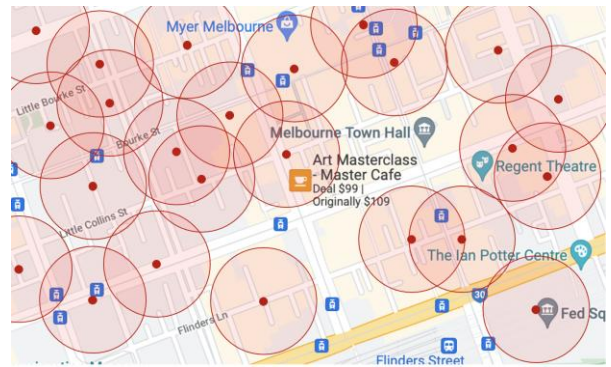 Myer Melbourne
Little Bourke St
Bourke St
Melbourne Town Hall
Art Masterclass
- Master Cafe
Deal $99 |
Originally $109
Regent Theatre
Little Collins St
The Ian Potter Centre
30
Fed Sq
Flinders Ln
Flinders Street